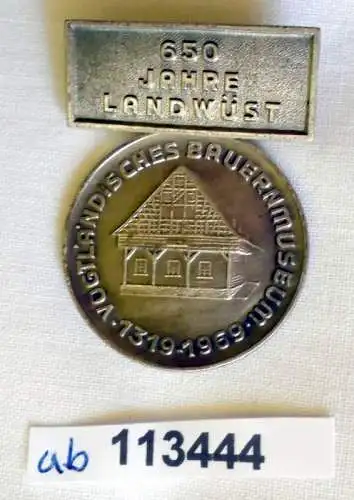 650
JAHRE
LANDWÜST
VOGTLÄNDISCHES BAUERNMUSEUM
· 1319-1969 ·
ab 113444